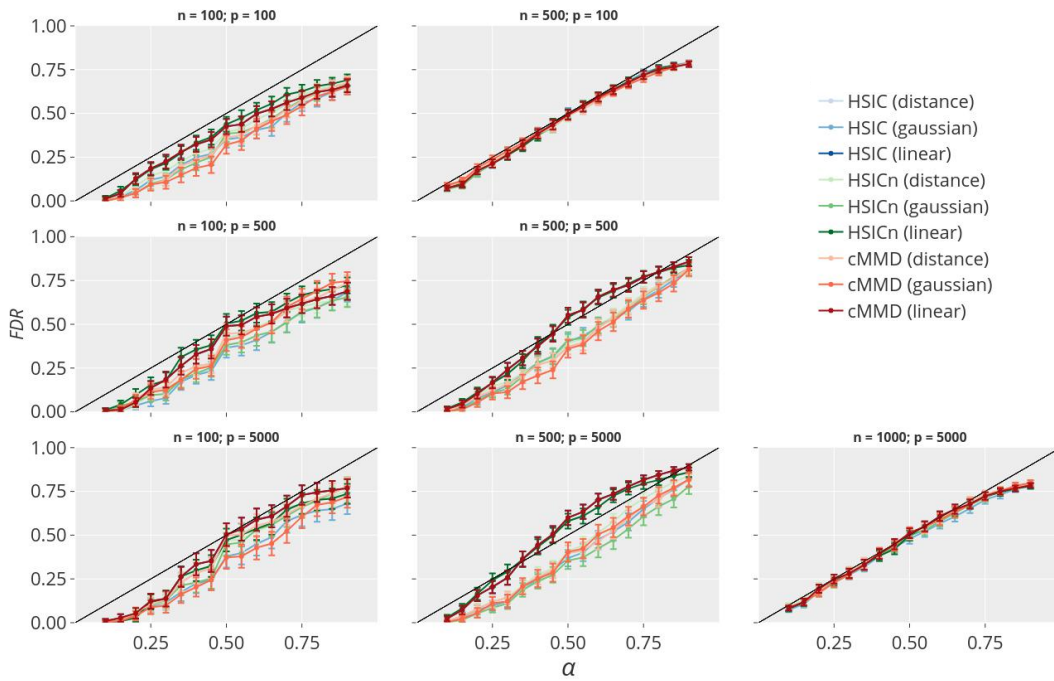 n = 100; p = 100
n = 500; p = 100
1.00
0.75
0.50
0.25
0.00
HSIC (distance)
HSIC (gaussian)
HSIC (linear)
HSICn (distance)
HSICn (gaussian)
HSICn (linear)
cMMD (distance)
cMMD (gaussian)
cMMD (linear)
n = 100; p = 500
n = 500; p = 500
1.00
0.75
0.50
0.25
0.00
FDR
n = 100; p = 5000
n = 500; p = 5000
n = 1000; p = 5000
1.00
0.75
0.50
0.25
0.00
0.25 0.50 0.75
0.25 0.50 0.75
0.25 0.50 0.75
α